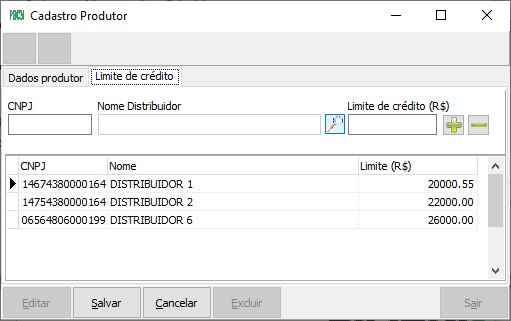 Cadastro Produtor
Dados produtor Limite de crédito
CNPJ Nome Distribuidor Limite de crédito (R$)
CNPJ Nome Limite (R$)
14674380000164 DISTRIBUIDOR 1 20000.55
14754380000164 DISTRIBUIDOR 2 22000.00
06564806000199 DISTRIBUIDOR 6 26000.00
Editar Salvar Cancelar Excluir Sair